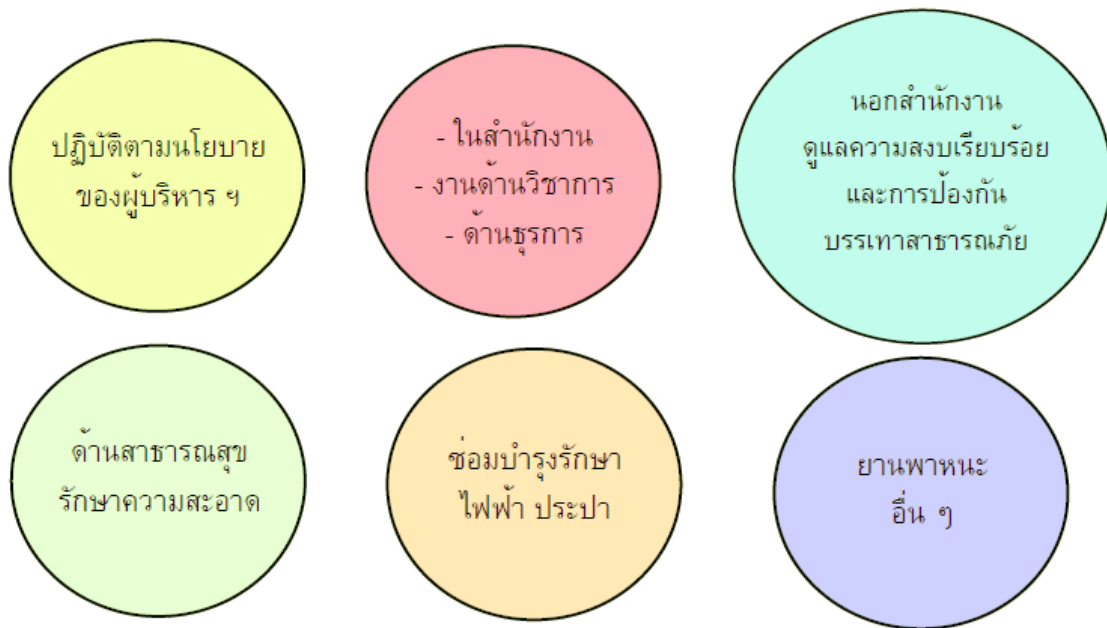 ปฏิบัติตามนโยบาย
ของผู้บริหาร ฯ
- ในสำนักงาน
- งานด้านวิชาการ
- ด้านธุรการ
นอกสำนักงาน
ดูแลความสงบเรียบร้อย
และการป้องกัน
บรรเทาสาธารณภัย
ด้านสาธารณสุข
รักษาความสะอาด
ซ่อมบำรุงรักษา
ไฟฟ้า ประปา
ยานพาหนะ
อื่น ๆ